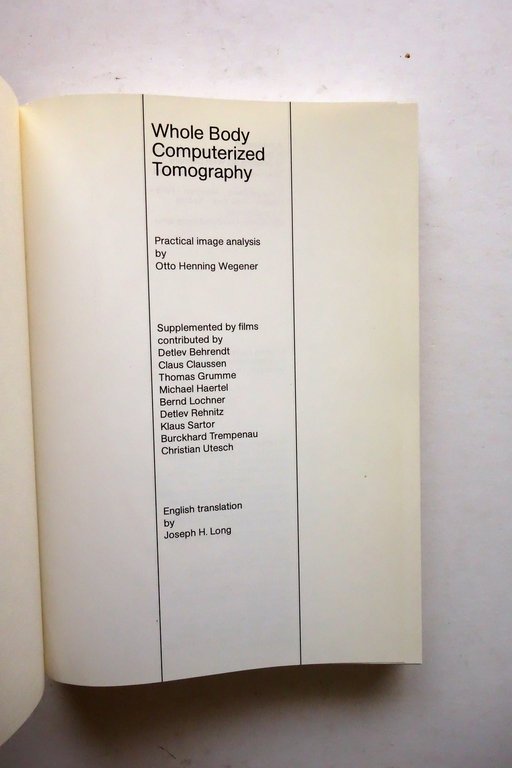 Whole Body
Computerized
Tomography
Practical image analysis
by
Otto Henning Wegener
Supplemented by films
contributed by
Detlev Behrendt
Claus Claussen
Thomas Grumme
Michael Haertel
Bernd Lochner
Detlev Rehnitz
Klaus Sartor
Burckhard Trempenau
Christian Utesch
English translation
by
Joseph H. Long